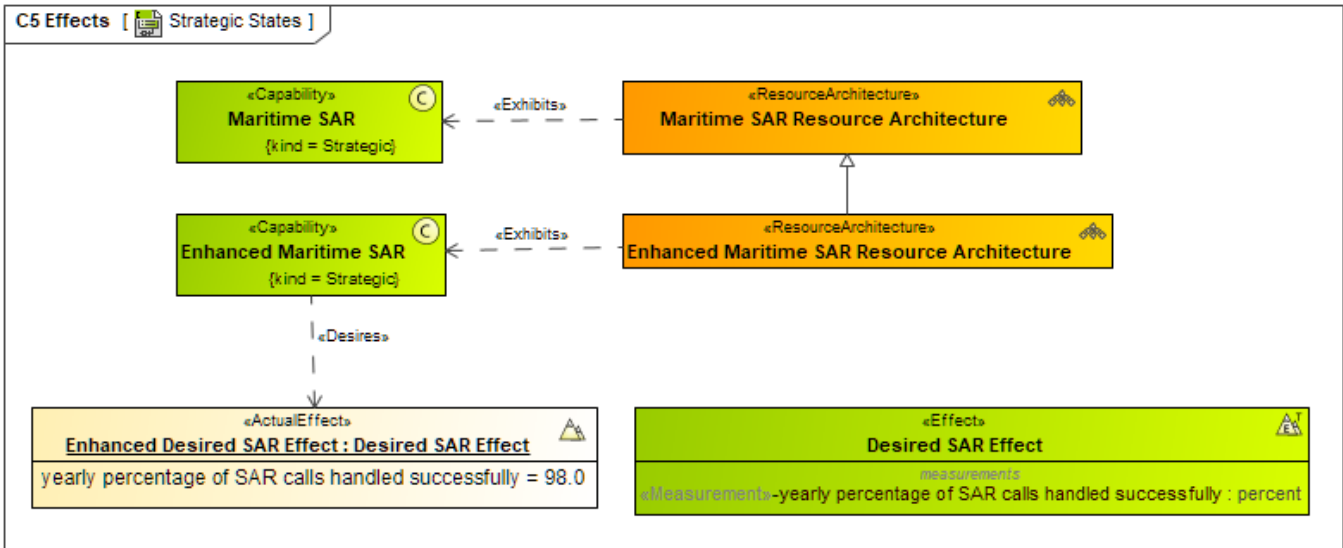 C5 Effects [ Strategic States ]
«Capability»
Maritime SAR
{kind = Strategic}
C
«Exhibits»
«ResourceArchitecture»
Maritime SAR Resource Architecture
«Capability»
Enhanced Maritime SAR
{kind = Strategic}
C
«Exhibits»
«ResourceArchitecture»
Enhanced Maritime SAR Resource Architecture
«Desires»
«ActualEffect»
Enhanced Desired SAR Effect : Desired SAR Effect
yearly percentage of SAR calls handled successfully = 98.0
«Effect»
Desired SAR Effect
E T
measurements
«Measurement»-yearly percentage of SAR calls handled successfully : percent